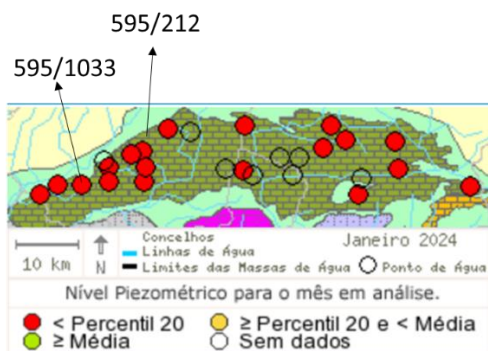 595/212
595/1033
Concelhos
Janeiro 2024
Linhas de Água
10 km
N
Limites das Massas de Água
Ponto de Água
Nível Piezométrico para o mês em análise.
< Percentil 20
≥ Percentil 20 e < Média
≥ Média
Sem dados